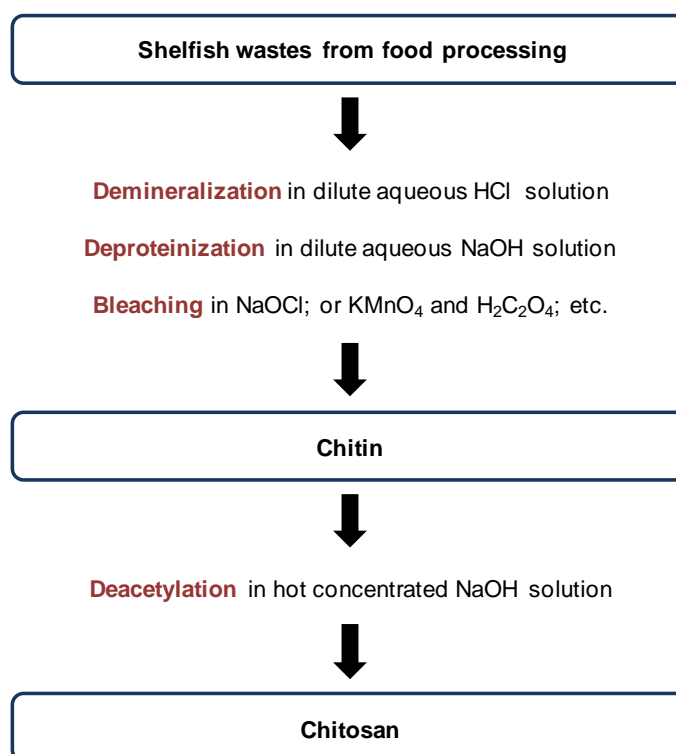 Shelfish wastes from food processing
Demineralization in dilute aqueous HCl solution
Deproteinization in dilute aqueous NaOH solution
Bleaching in NaOCl; or KMnO₄ and H₂C₂O₄; etc.
Chitin
Deacetylation in hot concentrated NaOH solution
Chitosan